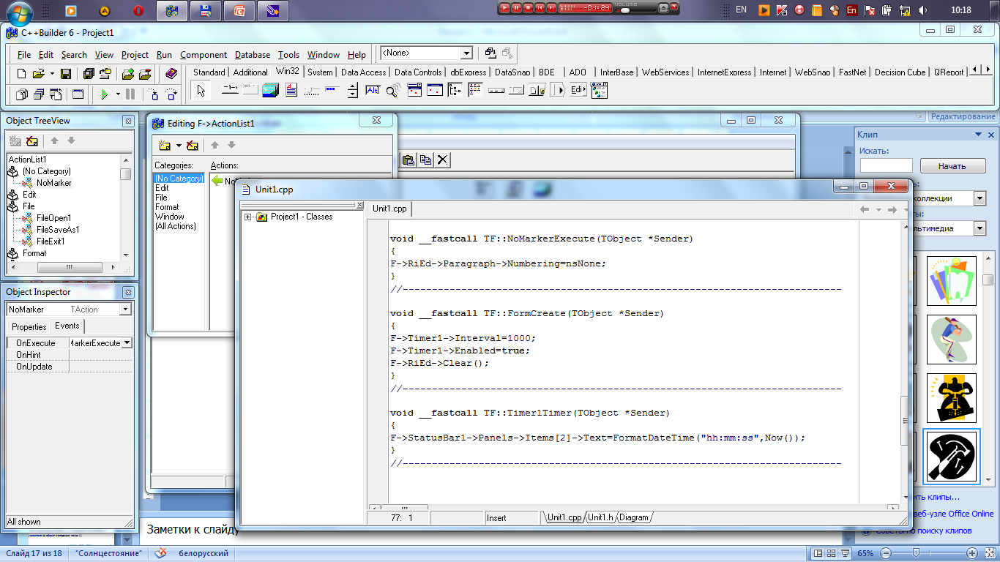 -0:3:24
VOLUME
EN
En
10:18
C++Builder 6 - Project1
File Edit Search View Project Run Component Database Tools Window Help
<None>
Standard Additional Win32 System Data Access Data Controls dbExpress DataSnap BDE ADO InterBase WebServices InternetExpress Internet WebSnap FastNet Decision Cube QReport
Object TreeView
ActionList1
(No Category)
NoMarker
Edit
File
FileOpen1
FileSaveAs1
FileExit1
Format
Object Inspector
NoMarker TAction
Properties Events
OnExecute MarkerExecute
OnHint
OnUpdate
All shown
Editing F->ActionList1
Categories: Actions:
(No Category)
Edit
File
Format
Window
(All Actions)
Unit1.cpp
Project1 - Classes
Unit1.cpp
void __fastcall TF::NoMarkerExecute(TObject *Sender)
{
F->RiEd->Paragraph->Numbering=nsNone;
}
//---------------------------------------------------------------------------
void __fastcall TF::FormCreate(TObject *Sender)
{
F->Timer1->Interval=1000;
F->Timer1->Enabled=true;
F->RiEd->Clear();
}
//---------------------------------------------------------------------------
void __fastcall TF::Timer1Timer(TObject *Sender)
{
F->StatusBar1->Panels->Items[2]->Text=FormatDateTime("hh:mm:ss",Now());
}
//---------------------------------------------------------------------------
77: 1 Insert Unit1.cpp Unit1.h Diagram
Редактирование
Клип
Искать:
Начать
коллекции
льтимедиа
ить клипы...
веб-узле Office Online
Советы по поиску клипов
Заметки к слайду
Слайд 17 из 18 "Солнцестояние" белорусский 65%